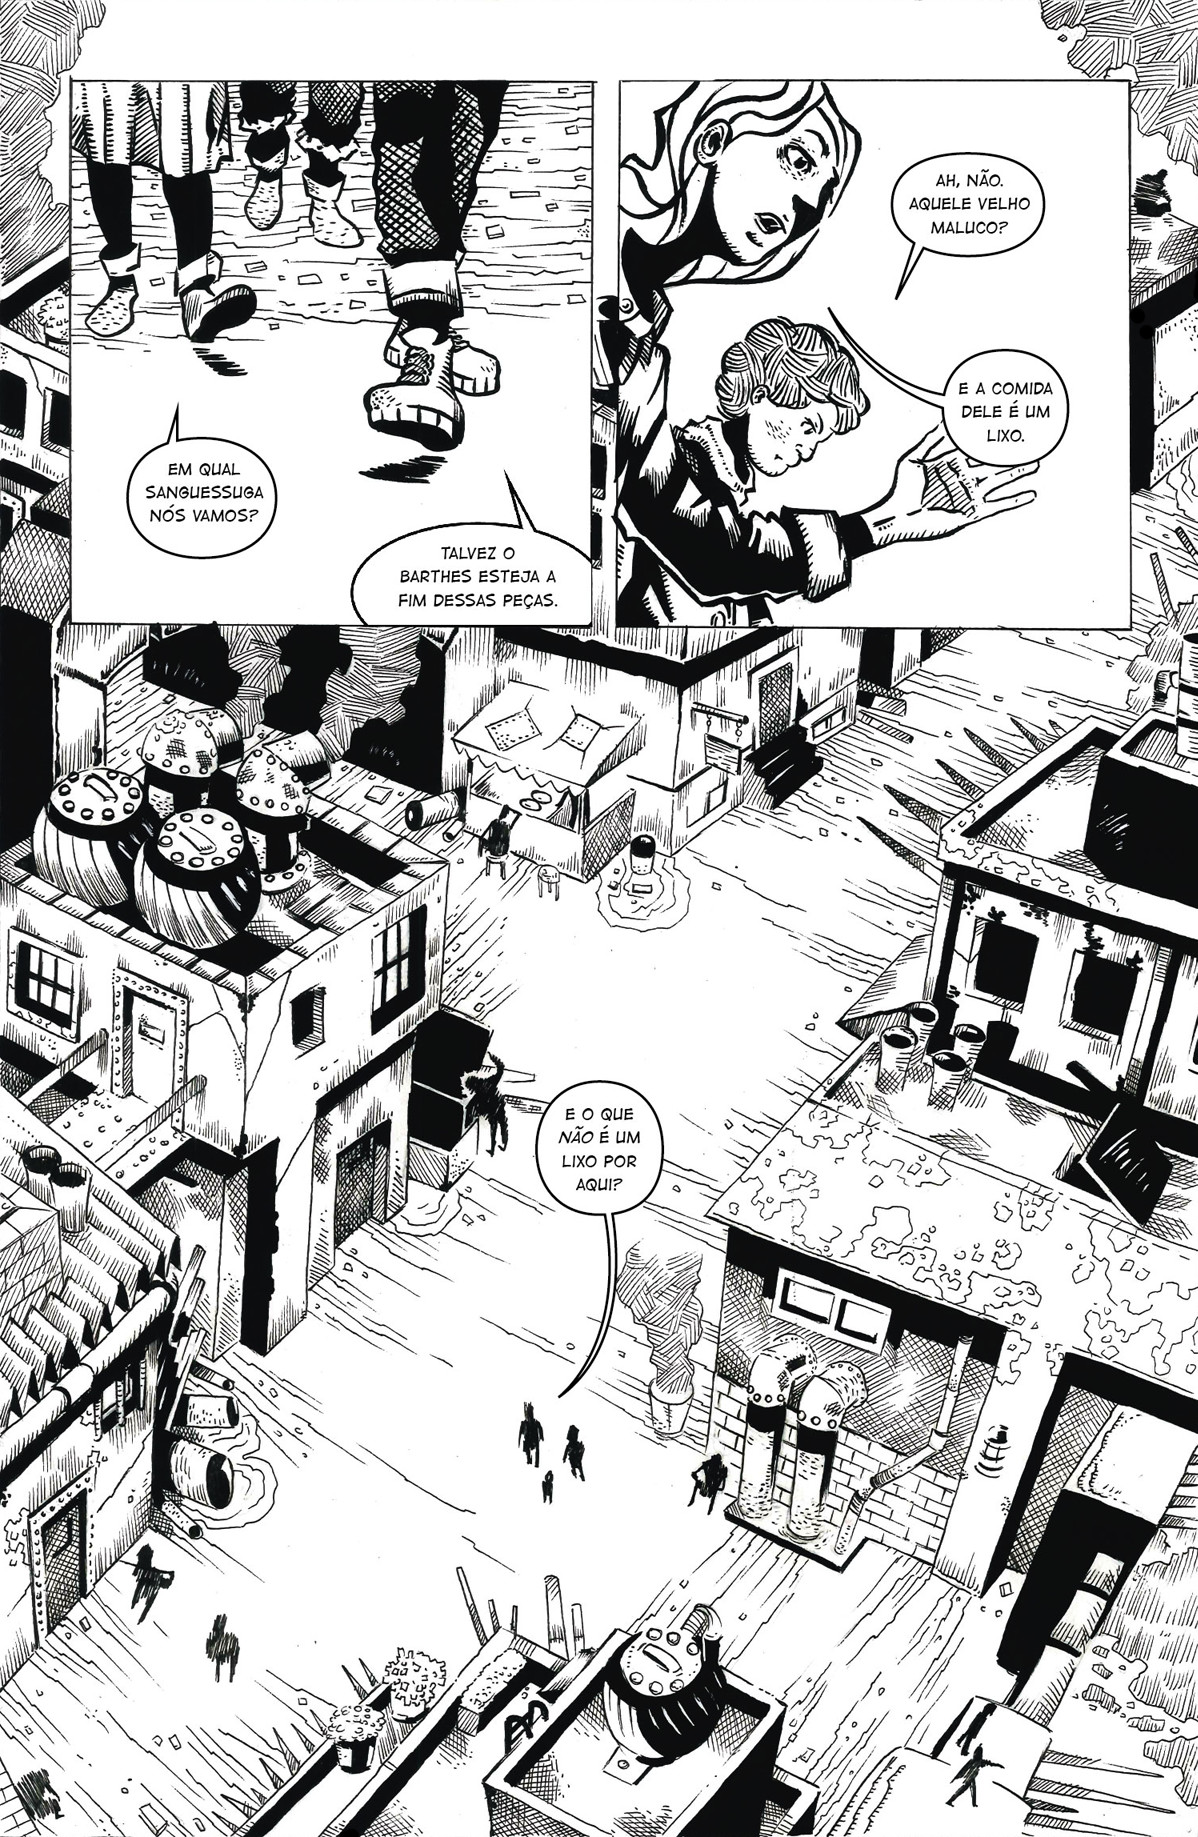 EM QUAL
SANGUESSUGA
NÓS VAMOS?
TALVEZ O
BARTHES ESTEJA A
FIM DESSAS PEÇAS.
AH, NÃO.
AQUELE VELHO
MALUCO?
E A COMIDA
DELE É UM
LIXO.
E O QUE
NÃO É UM
LIXO POR
AQUI?